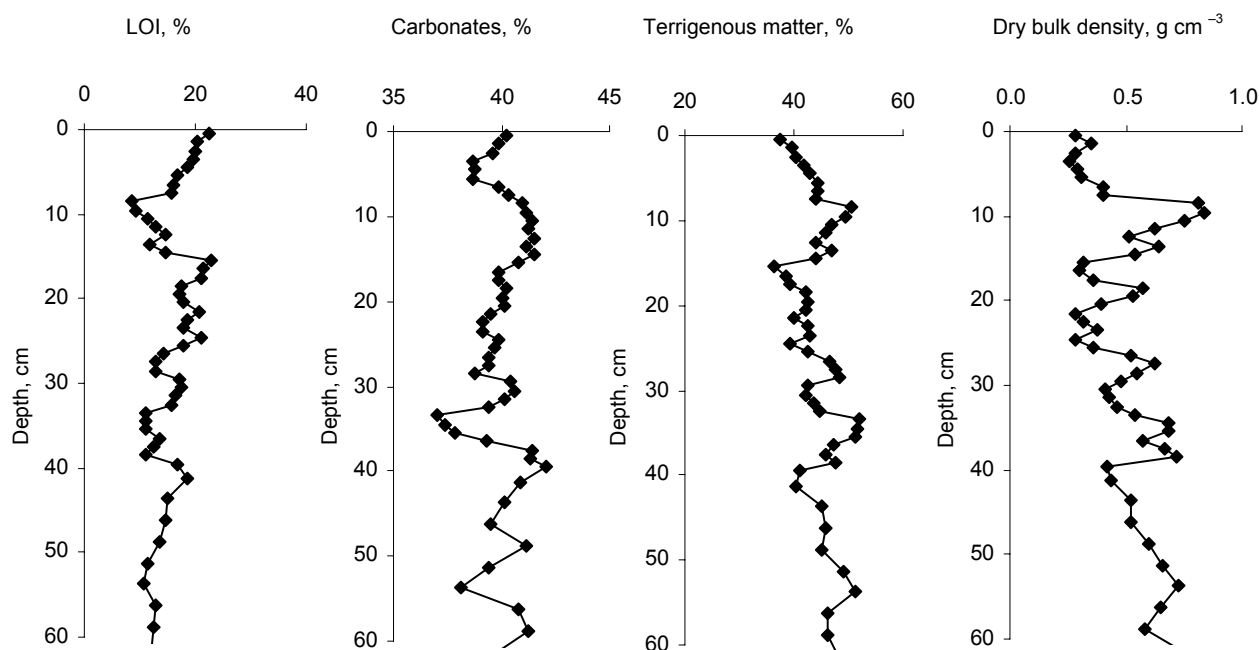 LOI, % Carbonates, % Terrigenous matter, % Dry bulk density, g cm⁻³
0 20 40 35 40 45 20 40 60 0.0 0.5 1.0
0 0 0 0
10 10 10 10
20 20 20 20
30 30 30 30
Depth, cm Depth, cm Depth, cm Depth, cm
40 40 40 40
50 50 50 50
60 60 60 60